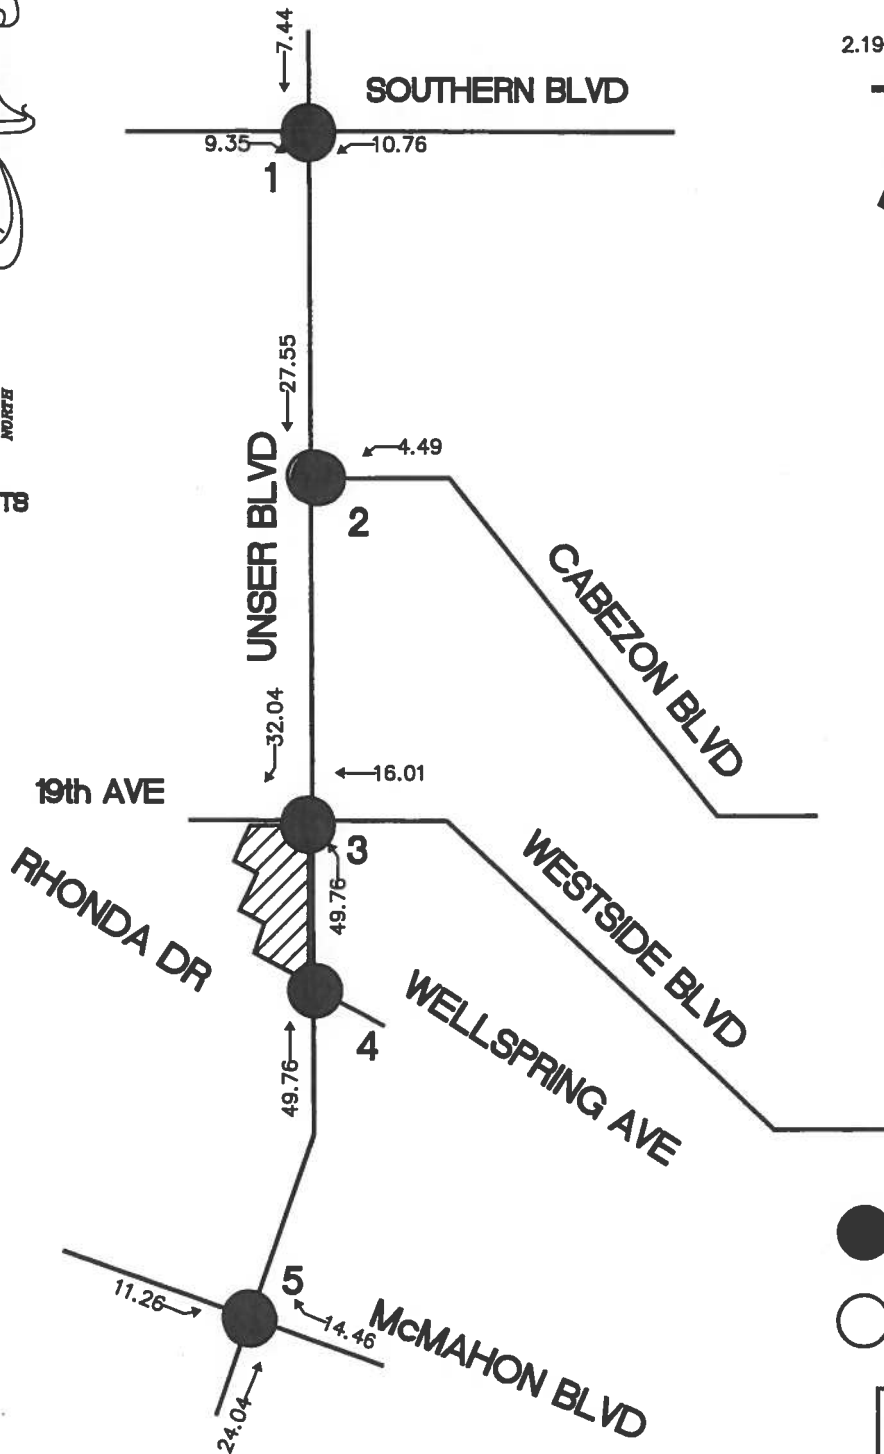 7.44
2.19
SOUTHERN BLVD
9.35
10.76
1
27.55
NORTH
4.49
TS
UNSER BLVD
2
CABEZON BLVD
32.04
16.01
19th AVE
3
49.76
RHONDA DR
WESTSIDE BLVD
WELLSPRING AVE
4
49.76
5
11.26
14.46
McMAHON BLVD
24.04